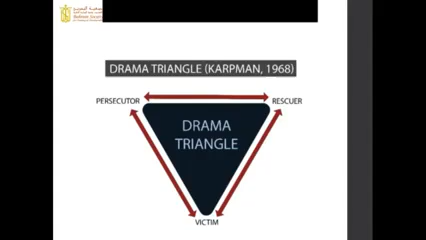 DRAMA TRIANGLE (KARPMAN, 1968)
PERSECUTOR
RESCUER
DRAMA
TRIANGLE
VICTIM